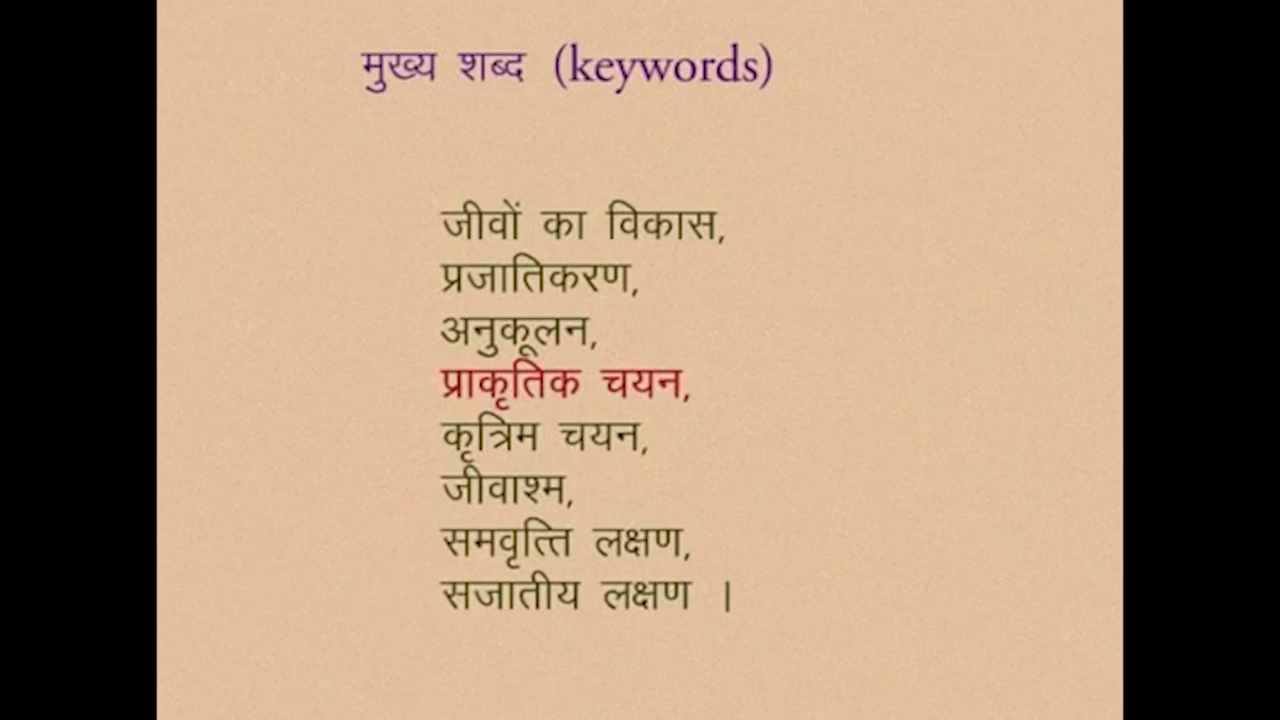 मुख्य शब्द (keywords)
जीवों का विकास,
प्रजातिकरण,
अनुकूलन,
प्राकृतिक चयन,
कृत्रिम चयन,
जीवाश्म,
समवृत्ति लक्षण,
सजातीय लक्षण ।